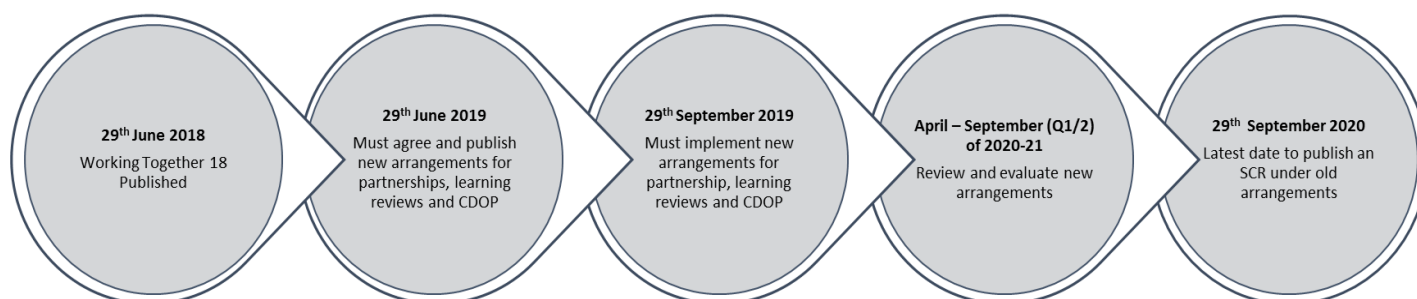 29th June 2018
Working Together 18
Published
29th June 2019
Must agree and publish
new arrangements for
partnerships, learning
reviews and CDOP
29th September 2019
Must implement new
arrangements for
partnership, learning
reviews and CDOP
April – September (Q1/2)
of 2020-21
Review and evaluate new
arrangements
29th September 2020
Latest date to publish an
SCR under old
arrangements